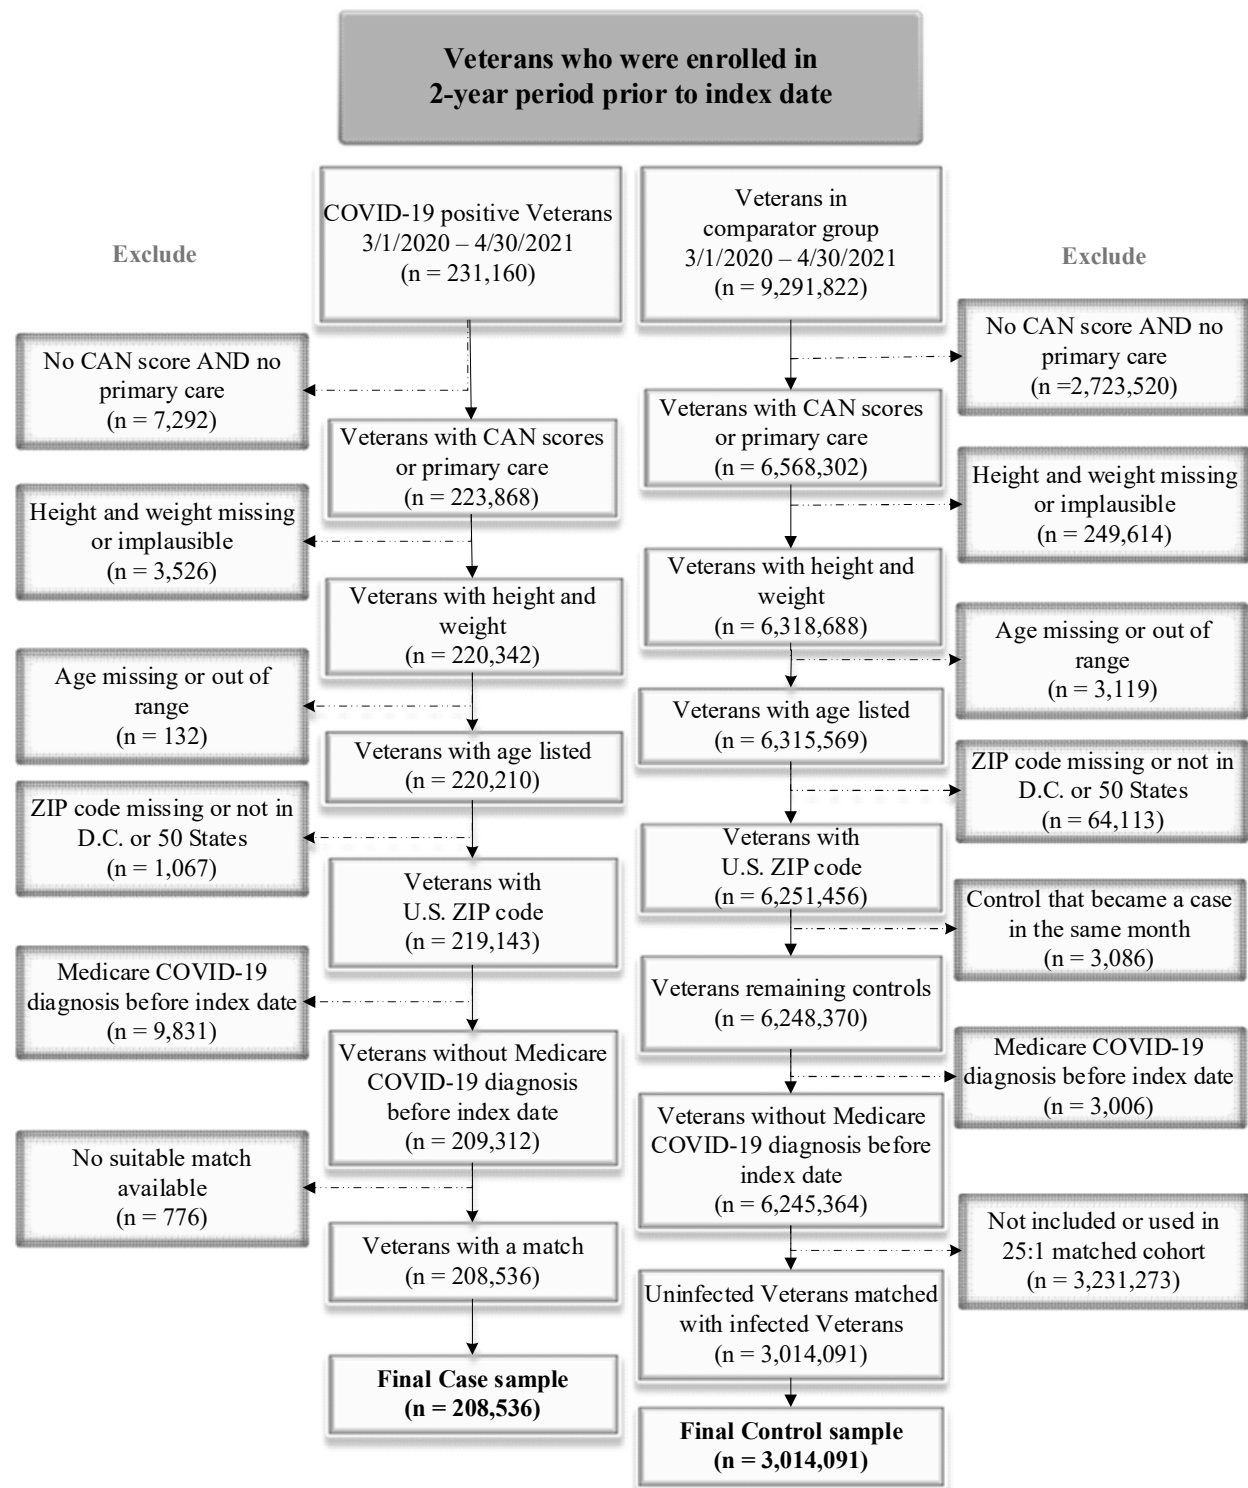 Veterans who were enrolled in
2-year period prior to index date
Exclude
COVID-19 positive Veterans
3/1/2020 – 4/30/2021
(n = 231,160)
No CAN score AND no
primary care
(n = 7,292)
Veterans with CAN scores
or primary care
(n = 223,868)
Height and weight missing
or implausible
(n = 3,526)
Veterans with height and
weight
(n = 220,342)
Age missing or out of
range
(n = 132)
Veterans with age listed
(n = 220,210)
ZIP code missing or not in
D.C. or 50 States
(n = 1,067)
Veterans with
U.S. ZIP code
(n = 219,143)
Medicare COVID-19
diagnosis before index date
(n = 9,831)
Veterans without Medicare
COVID-19 diagnosis
before index date
(n = 209,312)
No suitable match
available
(n = 776)
Veterans with a match
(n = 208,536)
Final Case sample
(n = 208,536)
Veterans in
comparator group
3/1/2020 – 4/30/2021
(n = 9,291,822)
Exclude
No CAN score AND no
primary care
(n =2,723,520)
Veterans with CAN scores
or primary care
(n = 6,568,302)
Height and weight missing
or implausible
(n = 249,614)
Veterans with height and
weight
(n = 6,318,688)
Age missing or out of
range
(n = 3,119)
Veterans with age listed
(n = 6,315,569)
ZIP code missing or not in
D.C. or 50 States
(n = 64,113)
Veterans with
U.S. ZIP code
(n = 6,251,456)
Control that became a case
in the same month
(n = 3,086)
Veterans remaining controls
(n = 6,248,370)
Medicare COVID-19
diagnosis before index date
(n = 3,006)
Veterans without Medicare
COVID-19 diagnosis before
index date
(n = 6,245,364)
Not included or used in
25:1 matched cohort
(n = 3,231,273)
Uninfected Veterans matched
with infected Veterans
(n = 3,014,091)
Final Control sample
(n = 3,014,091)